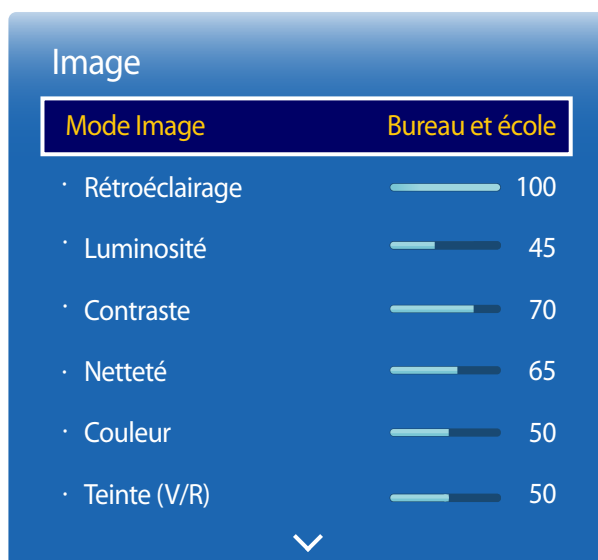 Image
Mode Image Bureau et école
· Rétroéclairage 100
· Luminosité 45
· Contraste 70
· Netteté 65
· Couleur 50
· Teinte (V/R) 50